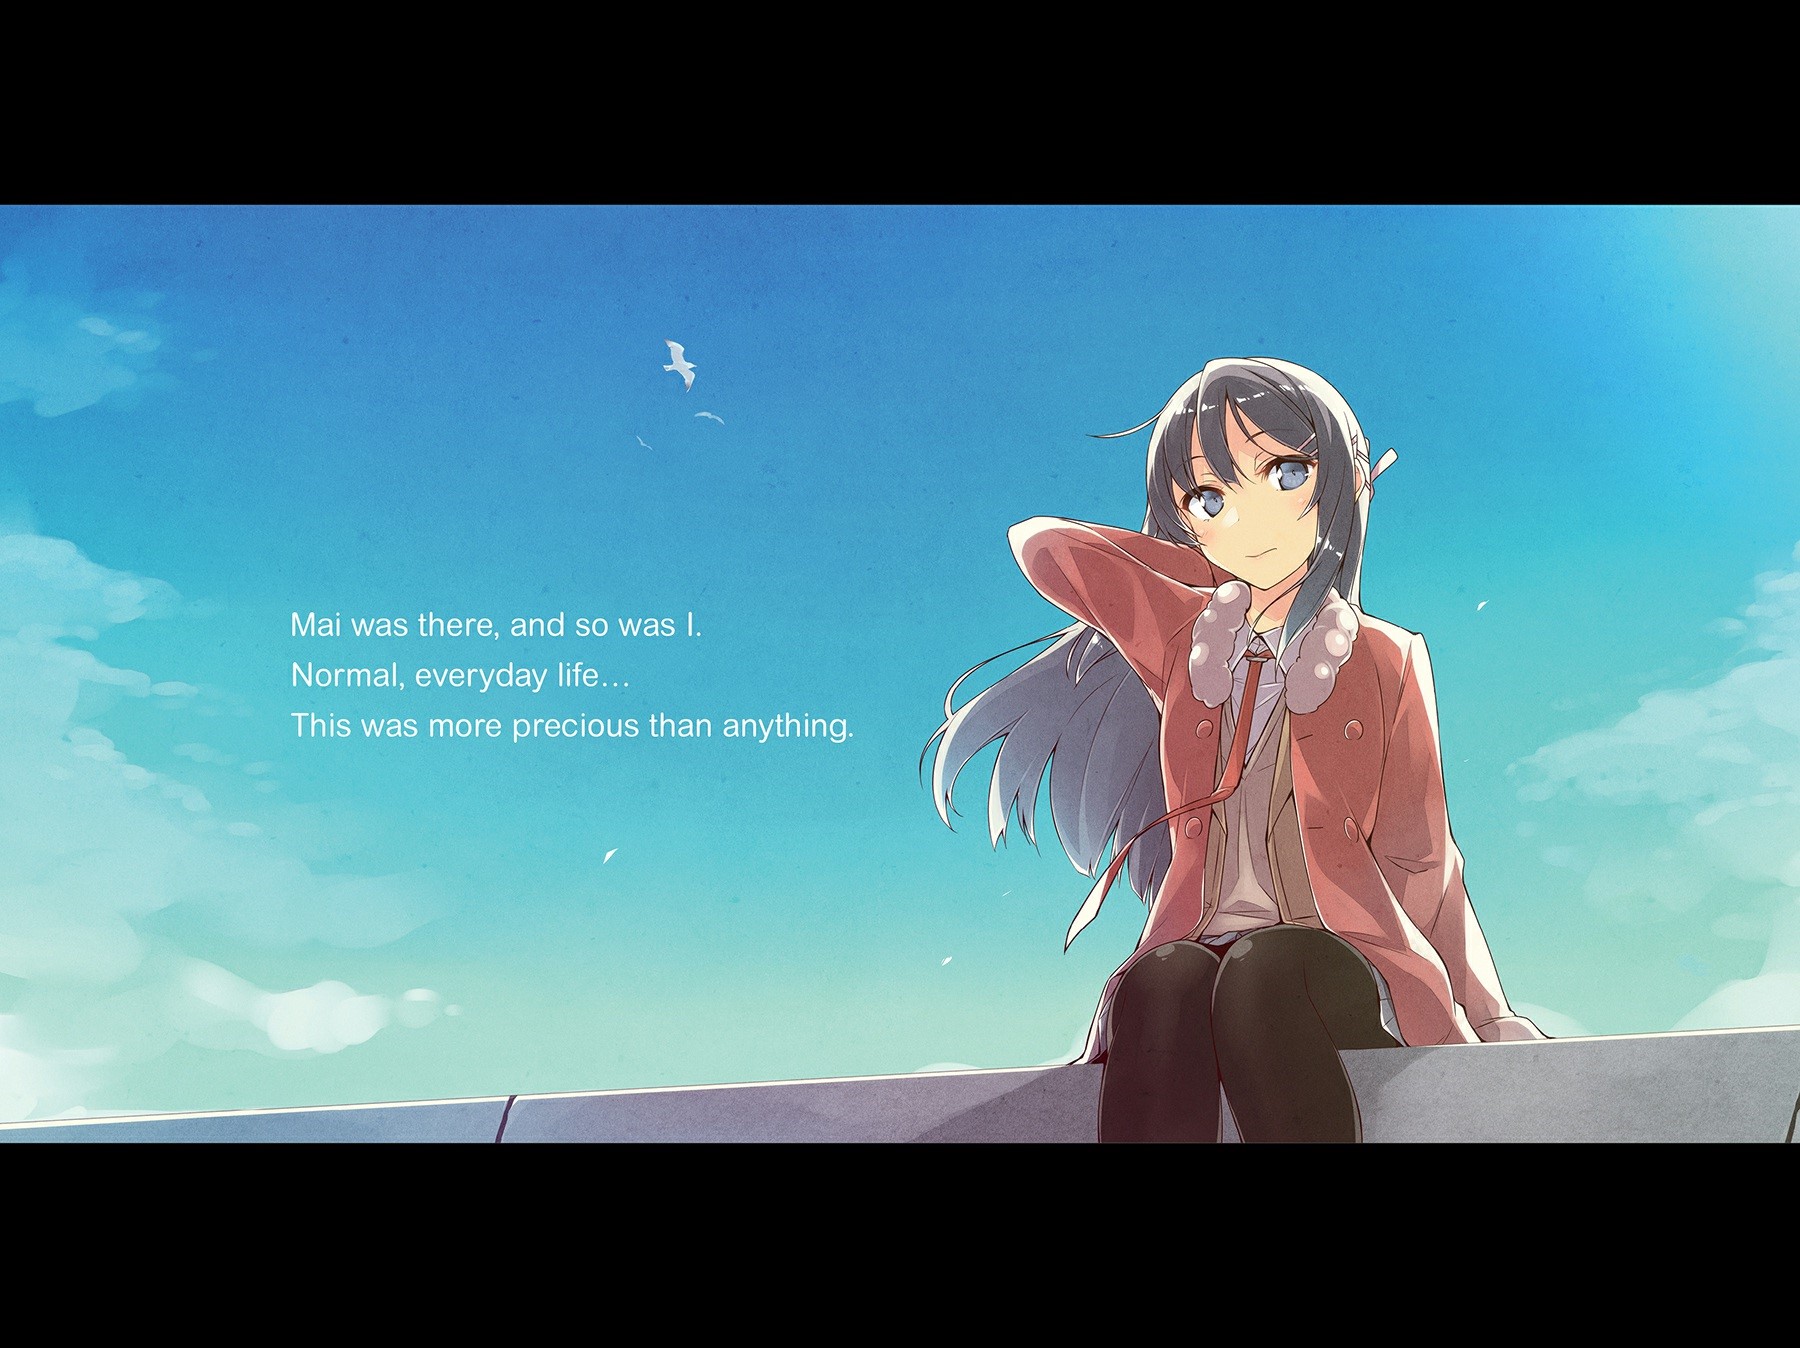 Mai was there, and so was I.
Normal, everyday life…
This was more precious than anything.